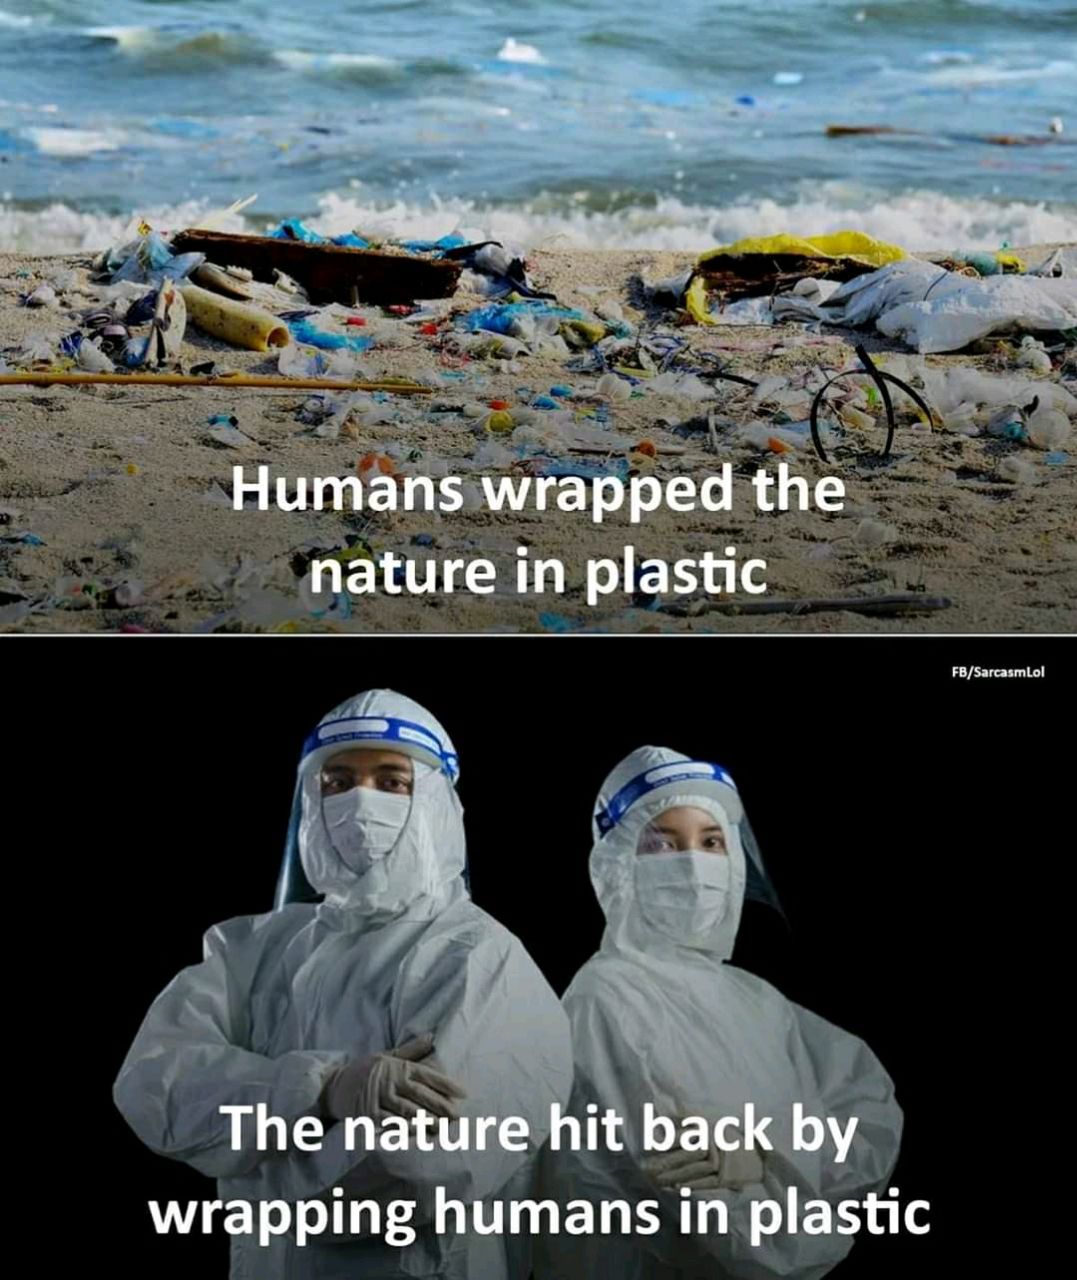 Humans wrapped the
nature in plastic
FB/SarcasmLol
The nature hit back by
wrapping humans in plastic